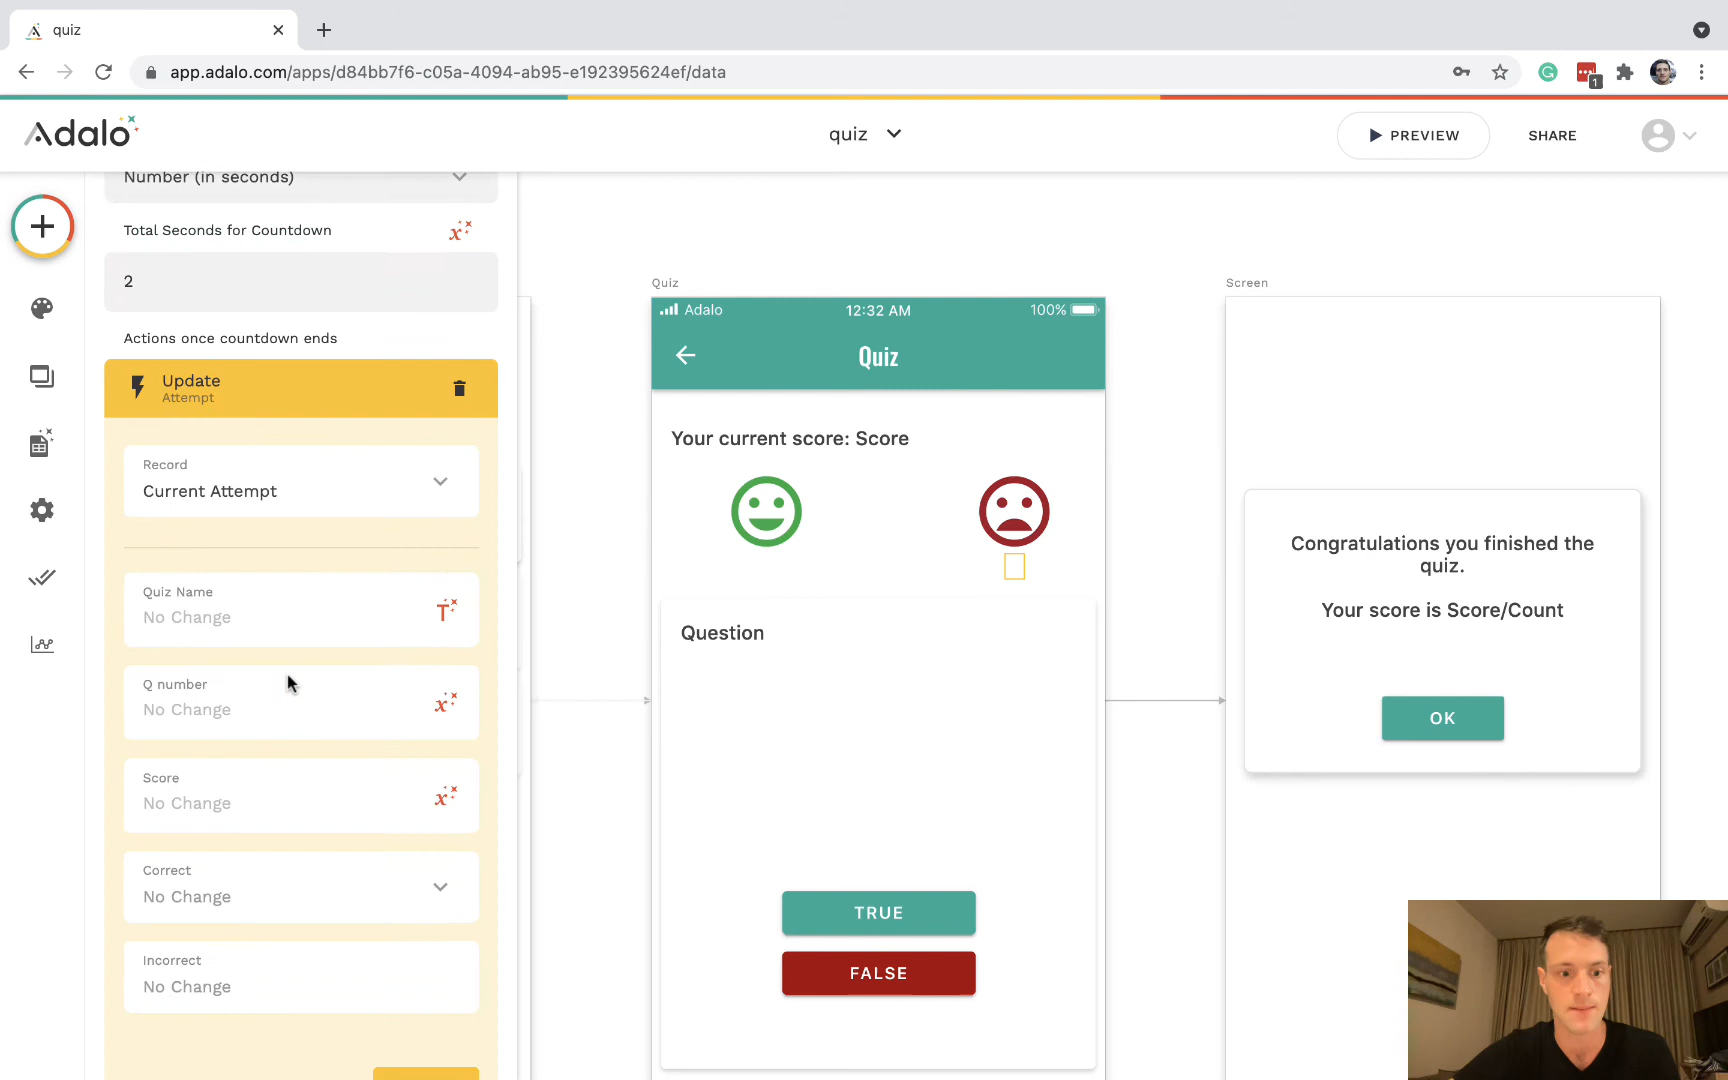 quiz
app.adalo.com/apps/d84bb7f6-c05a-4094-ab95-e192395624ef/data
1
Adalo
quiz
PREVIEW
SHARE
Number (in seconds)
Total Seconds for Countdown
2
Actions once countdown ends
Update
Attempt
Record
Current Attempt
Quiz Name
No Change
Q number
No Change
Score
No Change
Correct
No Change
Incorrect
No Change
Quiz
Adalo
12:32 AM
100%
Quiz
Your current score: Score
Question
TRUE
FALSE
Screen
Congratulations you finished the
quiz.
Your score is Score/Count
OK